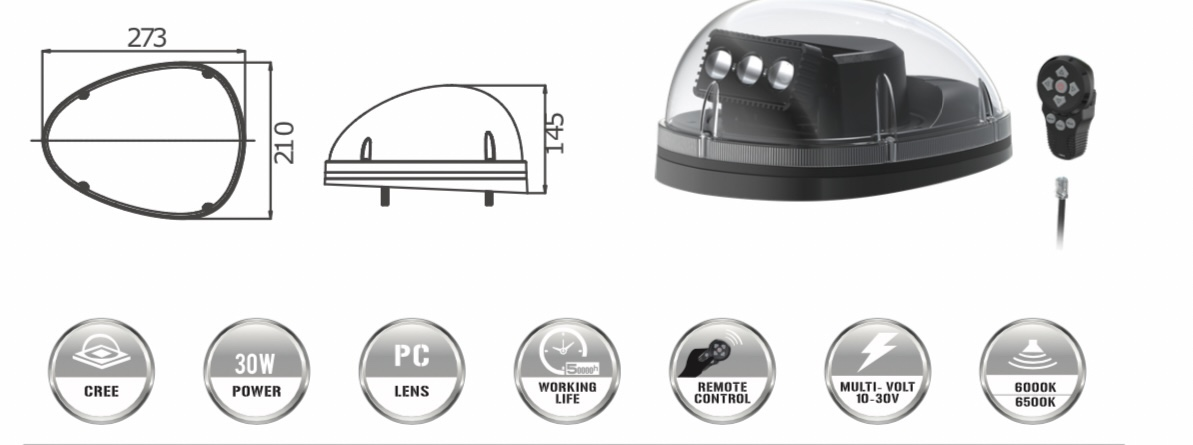 273
210
145
CREE
30W
POWER
PC
LENS
50000h
WORKING
LIFE
REMOTE
CONTROL
MULTI- VOLT
10-30V
6000K
6500K